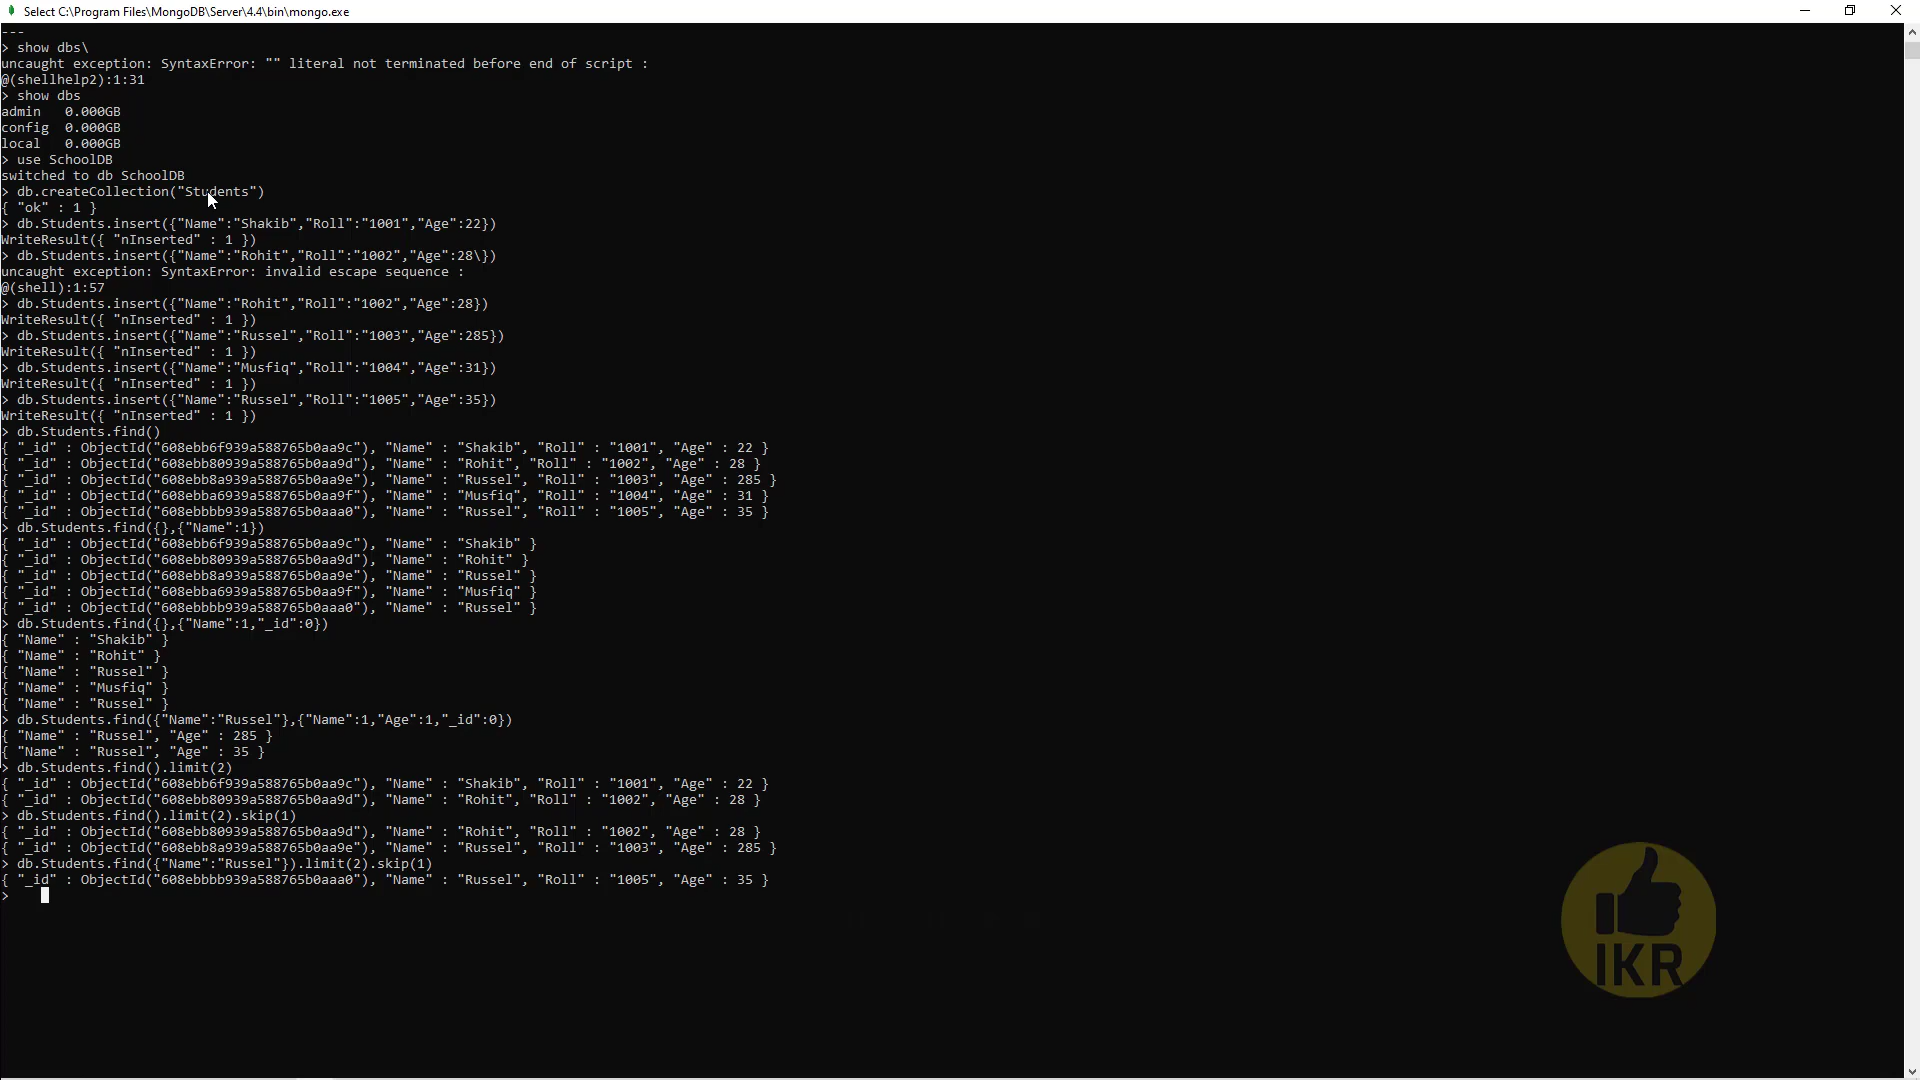 Select C:\Program Files\MongoDB\Server\4.4\bin\mongo.exe
---
> show dbs\
uncaught exception: SyntaxError: "" literal not terminated before end of script :
@(shellhelp2):1:31
> show dbs
admin   0.000GB
config  0.000GB
local   0.000GB
> use SchoolDB
switched to db SchoolDB
> db.createCollection("Students")
{ "ok" : 1 }
> db.Students.insert({"Name":"Shakib","Roll":"1001","Age":22})
WriteResult({ "nInserted" : 1 })
> db.Students.insert({"Name":"Rohit","Roll":"1002","Age":28\})
uncaught exception: SyntaxError: invalid escape sequence :
@(shell):1:57
> db.Students.insert({"Name":"Rohit","Roll":"1002","Age":28})
WriteResult({ "nInserted" : 1 })
> db.Students.insert({"Name":"Russel","Roll":"1003","Age":285})
WriteResult({ "nInserted" : 1 })
> db.Students.insert({"Name":"Musfiq","Roll":"1004","Age":31})
WriteResult({ "nInserted" : 1 })
> db.Students.insert({"Name":"Russel","Roll":"1005","Age":35})
WriteResult({ "nInserted" : 1 })
> db.Students.find()
{ "_id" : ObjectId("608ebb6f939a588765b0aa9c"), "Name" : "Shakib", "Roll" : "1001", "Age" : 22 }
{ "_id" : ObjectId("608ebb80939a588765b0aa9d"), "Name" : "Rohit", "Roll" : "1002", "Age" : 28 }
{ "_id" : ObjectId("608ebb8a939a588765b0aa9e"), "Name" : "Russel", "Roll" : "1003", "Age" : 285 }
{ "_id" : ObjectId("608ebba6939a588765b0aa9f"), "Name" : "Musfiq", "Roll" : "1004", "Age" : 31 }
{ "_id" : ObjectId("608ebbbb939a588765b0aaa0"), "Name" : "Russel", "Roll" : "1005", "Age" : 35 }
> db.Students.find({},{"Name":1})
{ "_id" : ObjectId("608ebb6f939a588765b0aa9c"), "Name" : "Shakib" }
{ "_id" : ObjectId("608ebb80939a588765b0aa9d"), "Name" : "Rohit" }
{ "_id" : ObjectId("608ebb8a939a588765b0aa9e"), "Name" : "Russel" }
{ "_id" : ObjectId("608ebba6939a588765b0aa9f"), "Name" : "Musfiq" }
{ "_id" : ObjectId("608ebbbb939a588765b0aaa0"), "Name" : "Russel" }
> db.Students.find({},{"Name":1,"_id":0})
{ "Name" : "Shakib" }
{ "Name" : "Rohit" }
{ "Name" : "Russel" }
{ "Name" : "Musfiq" }
{ "Name" : "Russel" }
> db.Students.find({"Name":"Russel"},{"Name":1,"Age":1,"_id":0})
{ "Name" : "Russel", "Age" : 285 }
{ "Name" : "Russel", "Age" : 35 }
> db.Students.find().limit(2)
{ "_id" : ObjectId("608ebb6f939a588765b0aa9c"), "Name" : "Shakib", "Roll" : "1001", "Age" : 22 }
{ "_id" : ObjectId("608ebb80939a588765b0aa9d"), "Name" : "Rohit", "Roll" : "1002", "Age" : 28 }
> db.Students.find().limit(2).skip(1)
{ "_id" : ObjectId("608ebb80939a588765b0aa9d"), "Name" : "Rohit", "Roll" : "1002", "Age" : 28 }
{ "_id" : ObjectId("608ebb8a939a588765b0aa9e"), "Name" : "Russel", "Roll" : "1003", "Age" : 285 }
> db.Students.find({"Name":"Russel"}).limit(2).skip(1)
{ "_id" : ObjectId("608ebbbb939a588765b0aaa0"), "Name" : "Russel", "Roll" : "1005", "Age" : 35 }
>
IKR